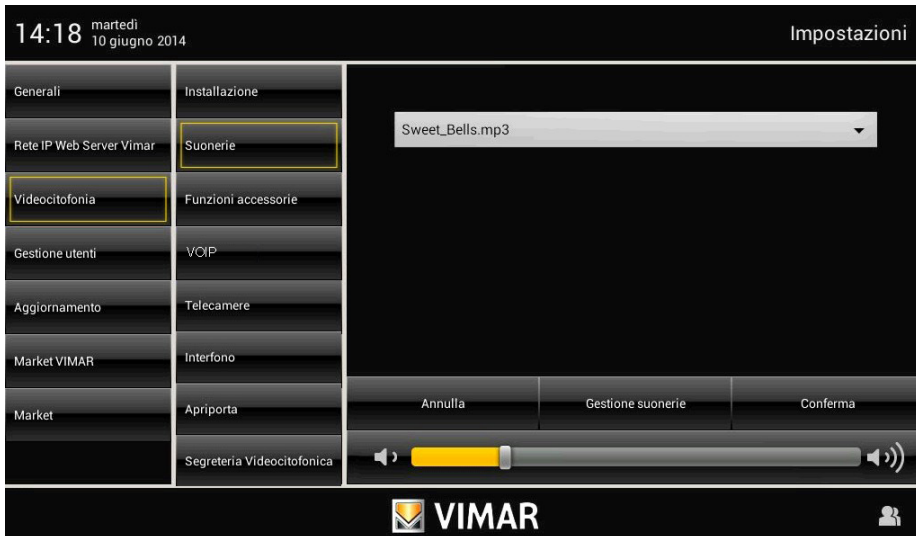 14:18 martedì
10 giugno 2014
Impostazioni
Generali
Rete IP Web Server Vimar
Videocitofonia
Gestione utenti
Aggiornamento
Market VIMAR
Market
Installazione
Suonerie
Funzioni accessorie
VOIP
Telecamere
Interfono
Apriporta
Segreteria Videocitofonica
Sweet_Bells.mp3
Annulla
Gestione suonerie
Conferma
VIMAR